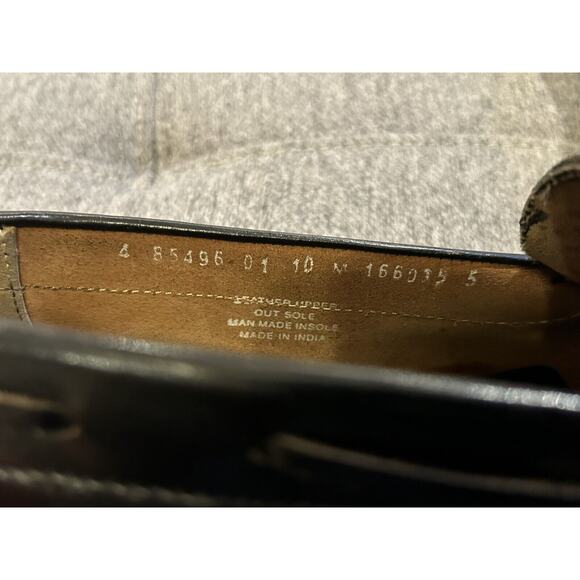 4 85496 01 10 M 166035 5
LEATHER UPPER
OUT SOLE
MAN MADE INSOLE
MADE IN INDIA